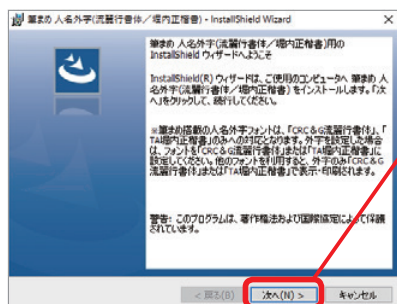 筆まめ 人名外字(流麗行書体/堀内正楷書) - InstallShield Wizard
筆まめ 人名外字(流麗行書体/堀内正楷書)用の
InstallShield ウィザードへようこそ
InstallShield(R) ウィザードは、ご使用のコンピュータへ 筆まめ 人
名外字(流麗行書体/堀内正楷書) をインストールします。「次
へ」をクリックして、続行してください。
※筆まめ搭載の人名外字フォントは、「CRC&G流麗行書体」、「
TA堀内正楷書」のみへの対応となります。外字を設定した場合
は、フォントを「CRC&G流麗行書体」または「TA堀内正楷書」に
設定してください。他のフォントを利用すると、外字のみ「CRC&G
流麗行書体」または「TA堀内正楷書」で表示・印刷されます。
警告: このプログラムは、著作権法および国際協定によって保護
されています。
< 戻る(B)
次へ(N) >
キャンセル